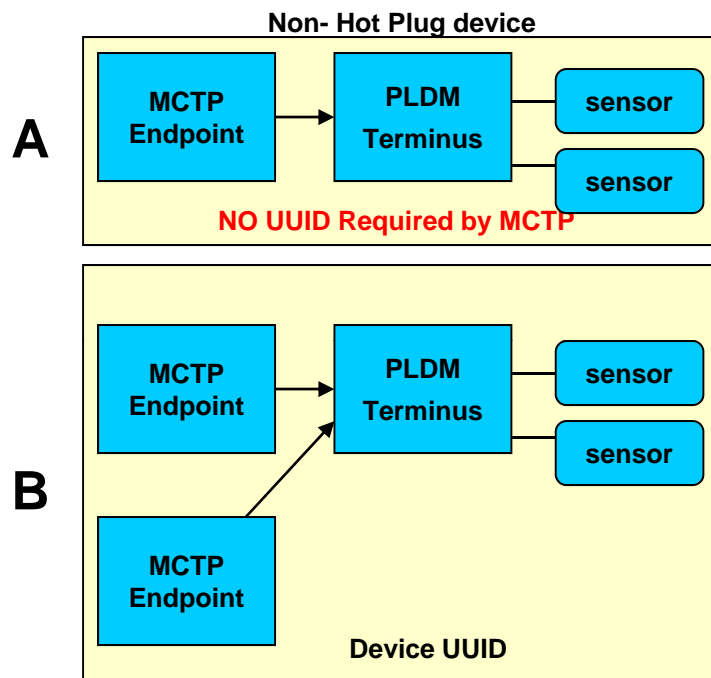 Non- Hot Plug device
A
MCTP
Endpoint
PLDM
Terminus
sensor
sensor
NO UUID Required by MCTP
B
MCTP
Endpoint
PLDM
Terminus
sensor
sensor
MCTP
Endpoint
Device UUID